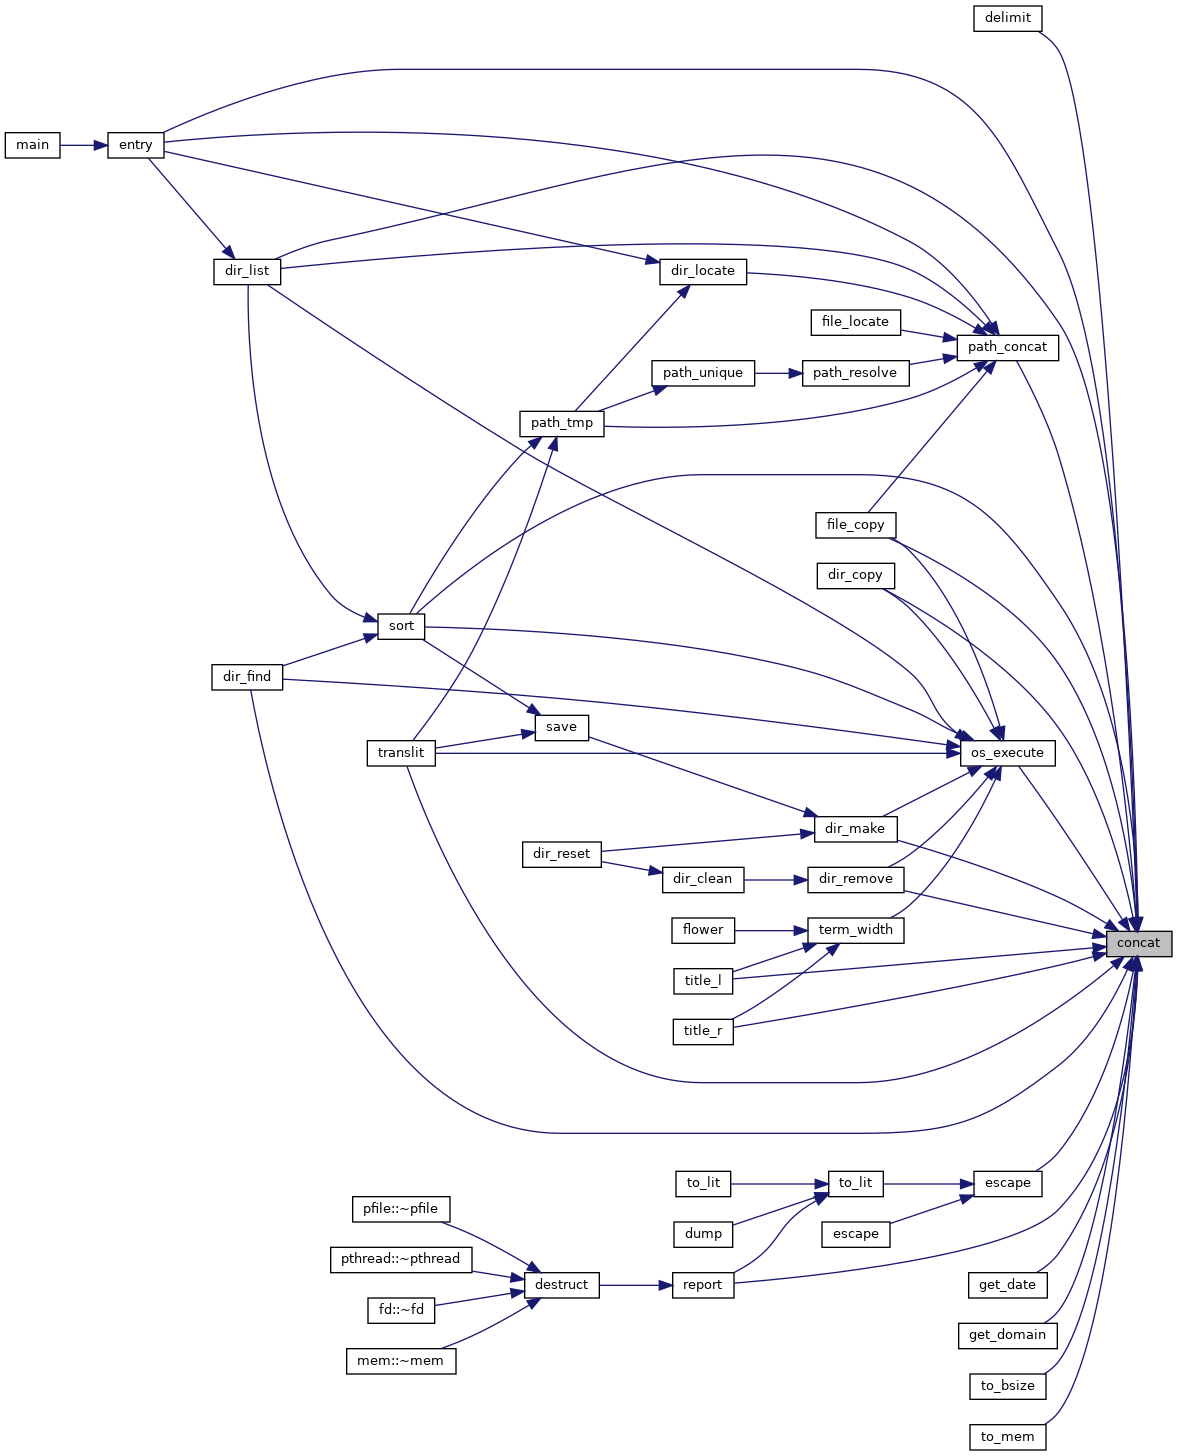 delimit
main
entry
dir_list
dir_locate
file_locate
path_concat
path_unique
path_resolve
path_tmp
file_copy
dir_copy
sort
dir_find
save
translit
os_execute
dir_make
dir_reset
dir_clean
dir_remove
flower
term_width
concat
title_l
title_r
to_lit
to_lit
escape
pfile::~pfile
dump
escape
pthread::~pthread
destruct
report
get_date
fd::~fd
get_domain
mem::~mem
to_bsize
to_mem